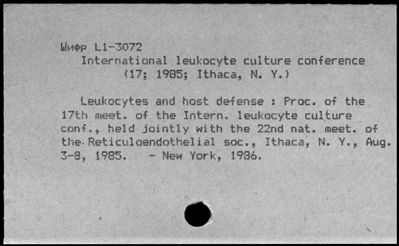 Шифр L1-3072
International leukocyte culture conference
(17; 1985; Ithaca, N. Y.)
Leukocytes and host defense : Proc. of the
17th meet. of the Intern. leukocyte culture
conf., held jointly with the 22nd nat. meet. of
the Reticuloendothelial soc., Ithaca, N. Y., Aug.
3-8, 1985. - New York, 1986.